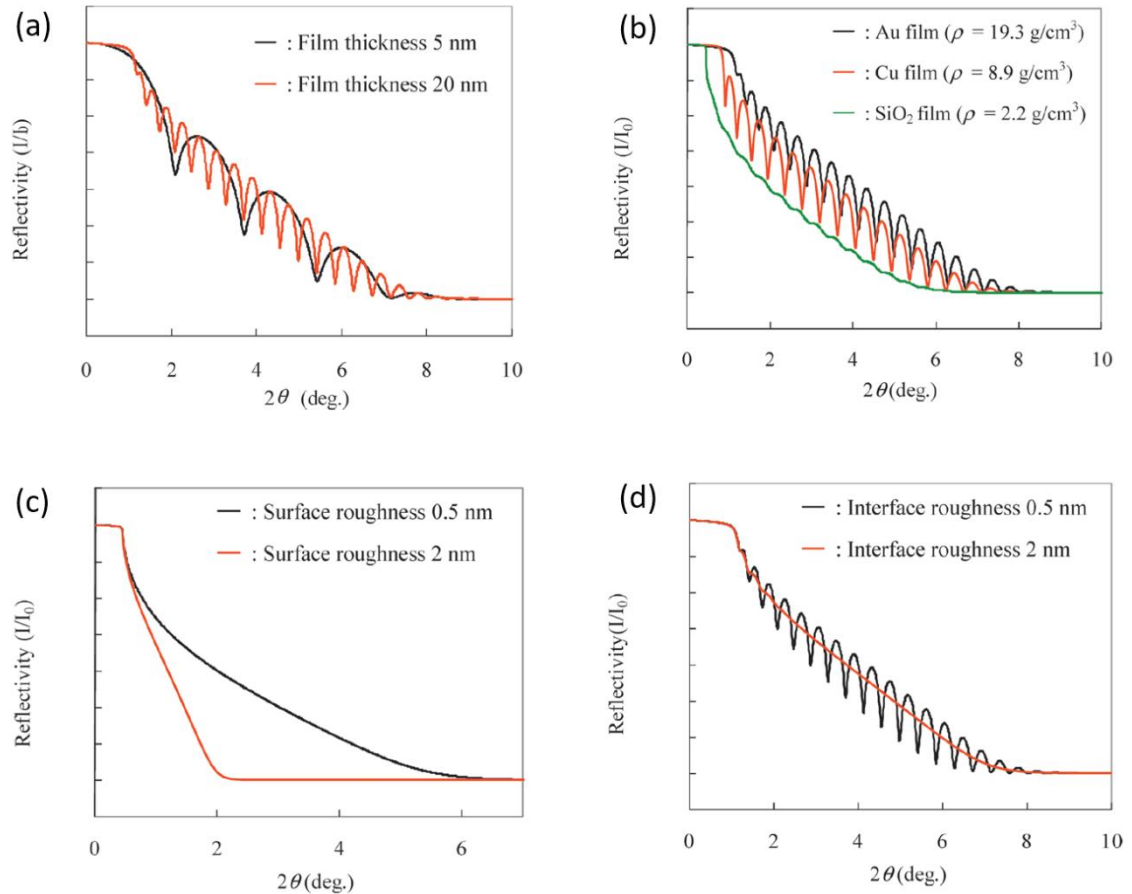 (a)
— : Film thickness 5 nm
— : Film thickness 20 nm
Reflectivity (I/I₀)
0 2 4 6 8 10
2θ (deg.)
(b)
— : Au film (ρ = 19.3 g/cm³)
— : Cu film (ρ = 8.9 g/cm³)
— : SiO₂ film (ρ = 2.2 g/cm³)
Reflectivity (I/I₀)
0 2 4 6 8 10
2θ(deg.)
(c)
— : Surface roughness 0.5 nm
— : Surface roughness 2 nm
Reflectivity (I/I₀)
0 2 4 6
2θ(deg.)
(d)
— : Interface roughness 0.5 nm
— : Interface roughness 2 nm
Reflectivity(I/I₀)
0 2 4 6 8 10
2θ(deg.)